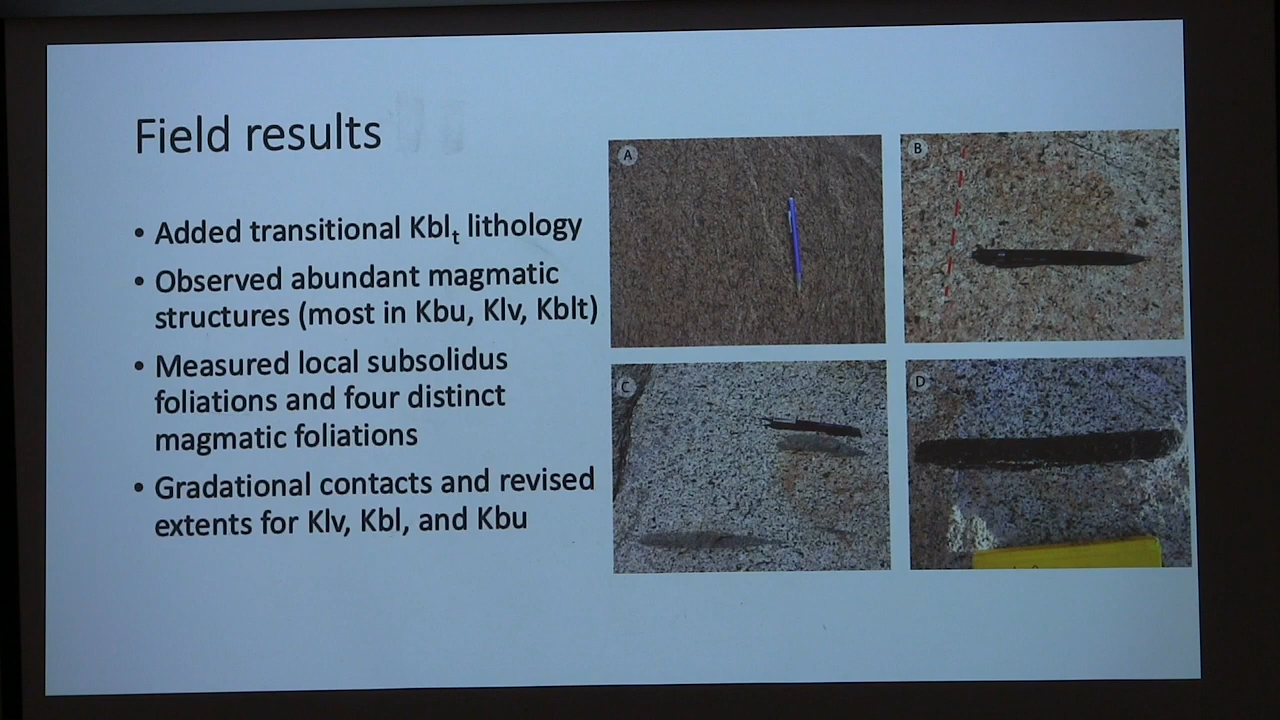 Field results
• Added transitional Kblt lithology
• Observed abundant magmatic
structures (most in Kbu, Klv, Kblt)
• Measured local subsolidus
foliations and four distinct
magmatic foliations
• Gradational contacts and revised
extents for Klv, Kbl, and Kbu
A
B
C
D